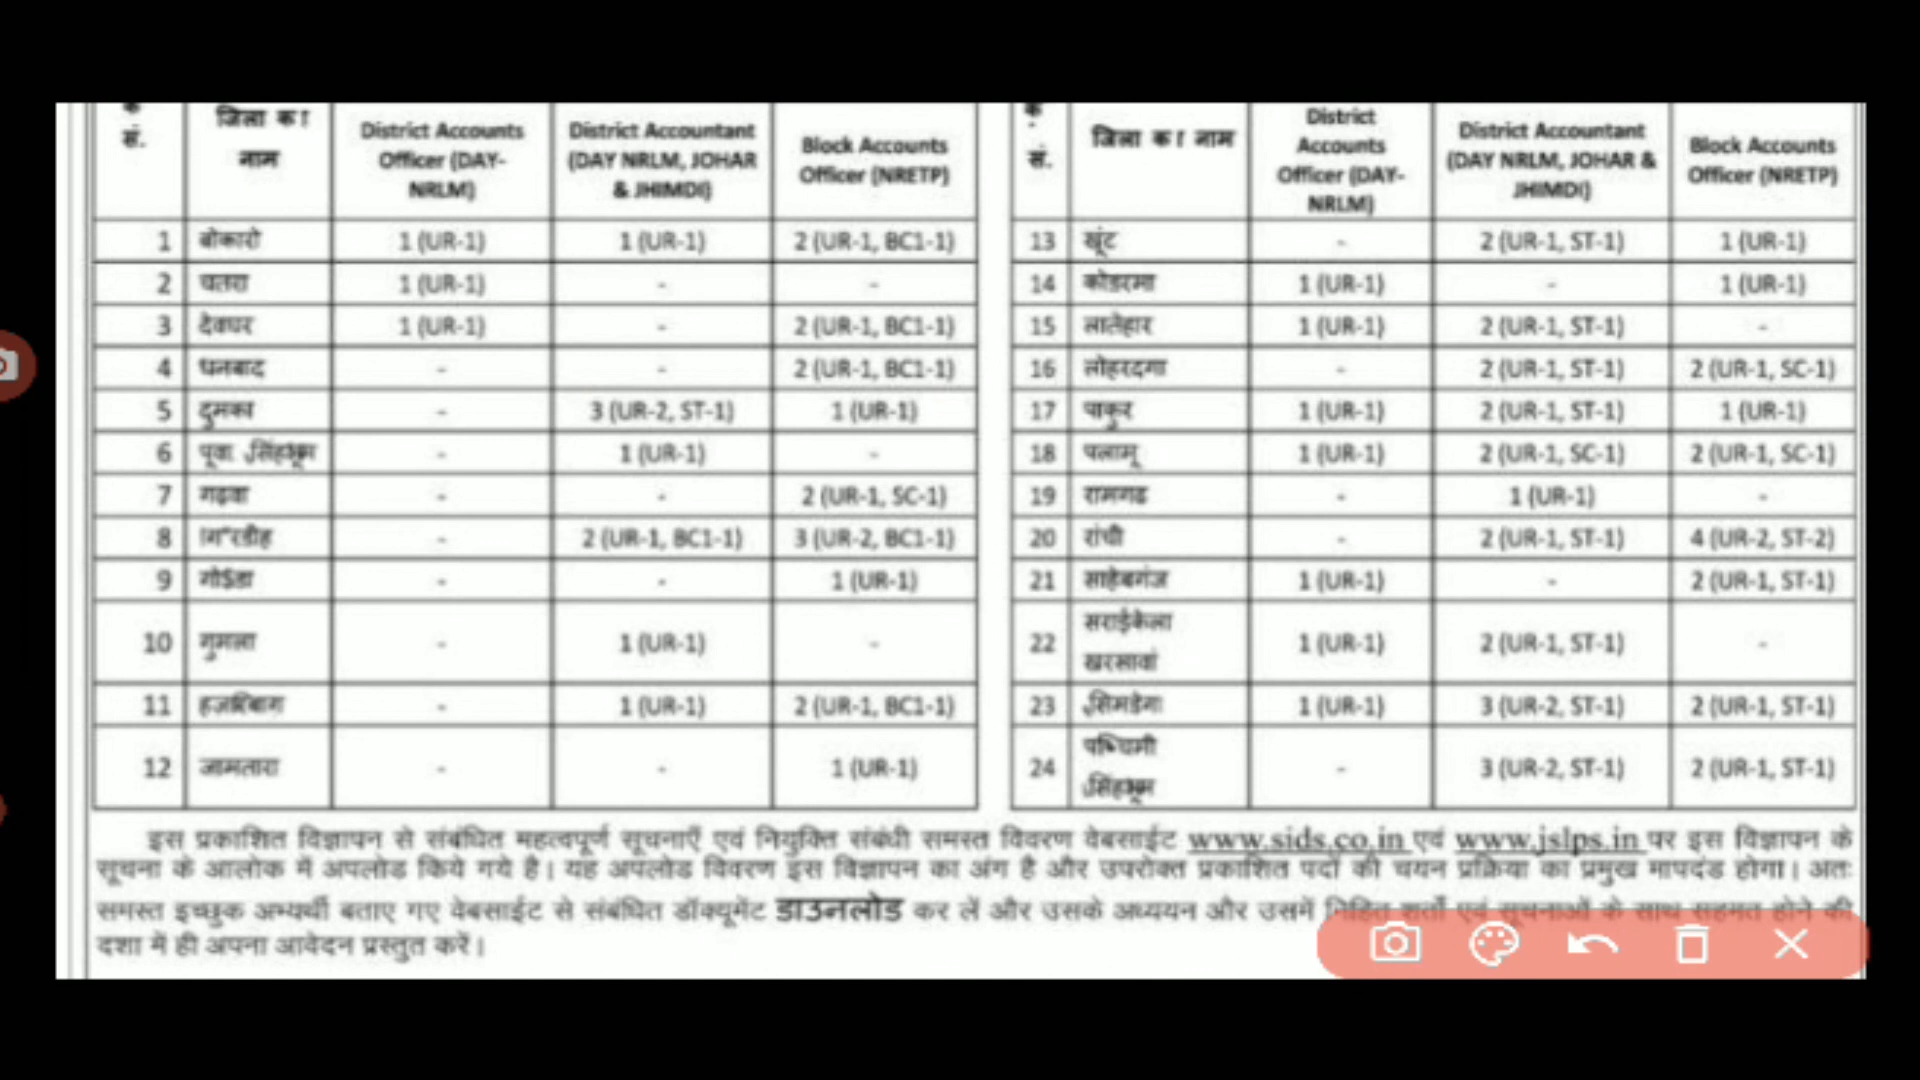 क्र सं. | जिला का नाम | District Accounts Officer (DAY-NRLM) | District Accountant (DAY NRLM, JOHAR & JHIMDI) | Block Accounts Officer (NRETP)
1 | बोकारो | 1 (UR-1) | 1 (UR-1) | 2 (UR-1, BC1-1)
2 | चतरा | 1 (UR-1) | - | -
3 | देवघर | 1 (UR-1) | - | 2 (UR-1, BC1-1)
4 | धनबाद | - | - | 2 (UR-1, BC1-1)
5 | दुमका | - | 3 (UR-2, ST-1) | 1 (UR-1)
6 | - | 1 (UR-1) | -
7 | गढ़वा | - | - | 2 (UR-1, SC-1)
8 | - | 2 (UR-1, BC1-1) | 3 (UR-2, BC1-1)
9 | गोड्डा | - | - | 1 (UR-1)
10 | गुमला | - | 1 (UR-1) | -
11 | हजारीबाग | - | 1 (UR-1) | 2 (UR-1, BC1-1)
12 | जामतारा | - | - | 1 (UR-1)
सं. | जिला का नाम | District Accounts Officer (DAY-NRLM) | District Accountant (DAY NRLM, JOHAR & JHIMDI) | Block Accounts Officer (NRETP)
13 | खूंट | - | 2 (UR-1, ST-1) | 1 (UR-1)
14 | कोडरमा | 1 (UR-1) | - | 1 (UR-1)
15 | लातेहार | 1 (UR-1) | 2 (UR-1, ST-1) | -
16 | लोहरदगा | - | 2 (UR-1, ST-1) | 2 (UR-1, SC-1)
17 | पाकुर | 1 (UR-1) | 2 (UR-1, ST-1) | 1 (UR-1)
18 | पलामू | 1 (UR-1) | 2 (UR-1, SC-1) | 2 (UR-1, SC-1)
19 | रामगढ | - | 1 (UR-1) | -
20 | रांची | - | 2 (UR-1, ST-1) | 4 (UR-2, ST-2)
21 | साहेबगंज | 1 (UR-1) | - | 2 (UR-1, ST-1)
22 | सराईकेला खरसावां | 1 (UR-1) | 2 (UR-1, ST-1) | -
23 | सिमडेगा | 1 (UR-1) | 3 (UR-2, ST-1) | 2 (UR-1, ST-1)
24 | पश्चिमी सिंहभूम | - | 3 (UR-2, ST-1) | 2 (UR-1, ST-1)
इस प्रकाशित विज्ञापन से संबंधित महत्वपूर्ण सूचनाएँ एवं नियुक्ति संबंधी समस्त विवरण वेबसाईट www.sids.co.in एवं www.jslps.in पर इस विज्ञापन के
सूचना के आलोक में अपलोड किये गये है। यह अपलोड विवरण इस विज्ञापन का अंग है और उपरोक्त प्रकाशित पदों की चयन प्रक्रिया का प्रमुख मापदंड होगा। अतः
समस्त इच्छुक अभ्यर्थी बताए गए वेबसाईट से संबंधित डॉक्यूमेंट डाउनलोड कर लें और उसके अध्ययन और उसमें निहित शर्तों एवं सूचनाओं के साथ सहमत होने की
दशा में ही अपना आवेदन प्रस्तुत करें।